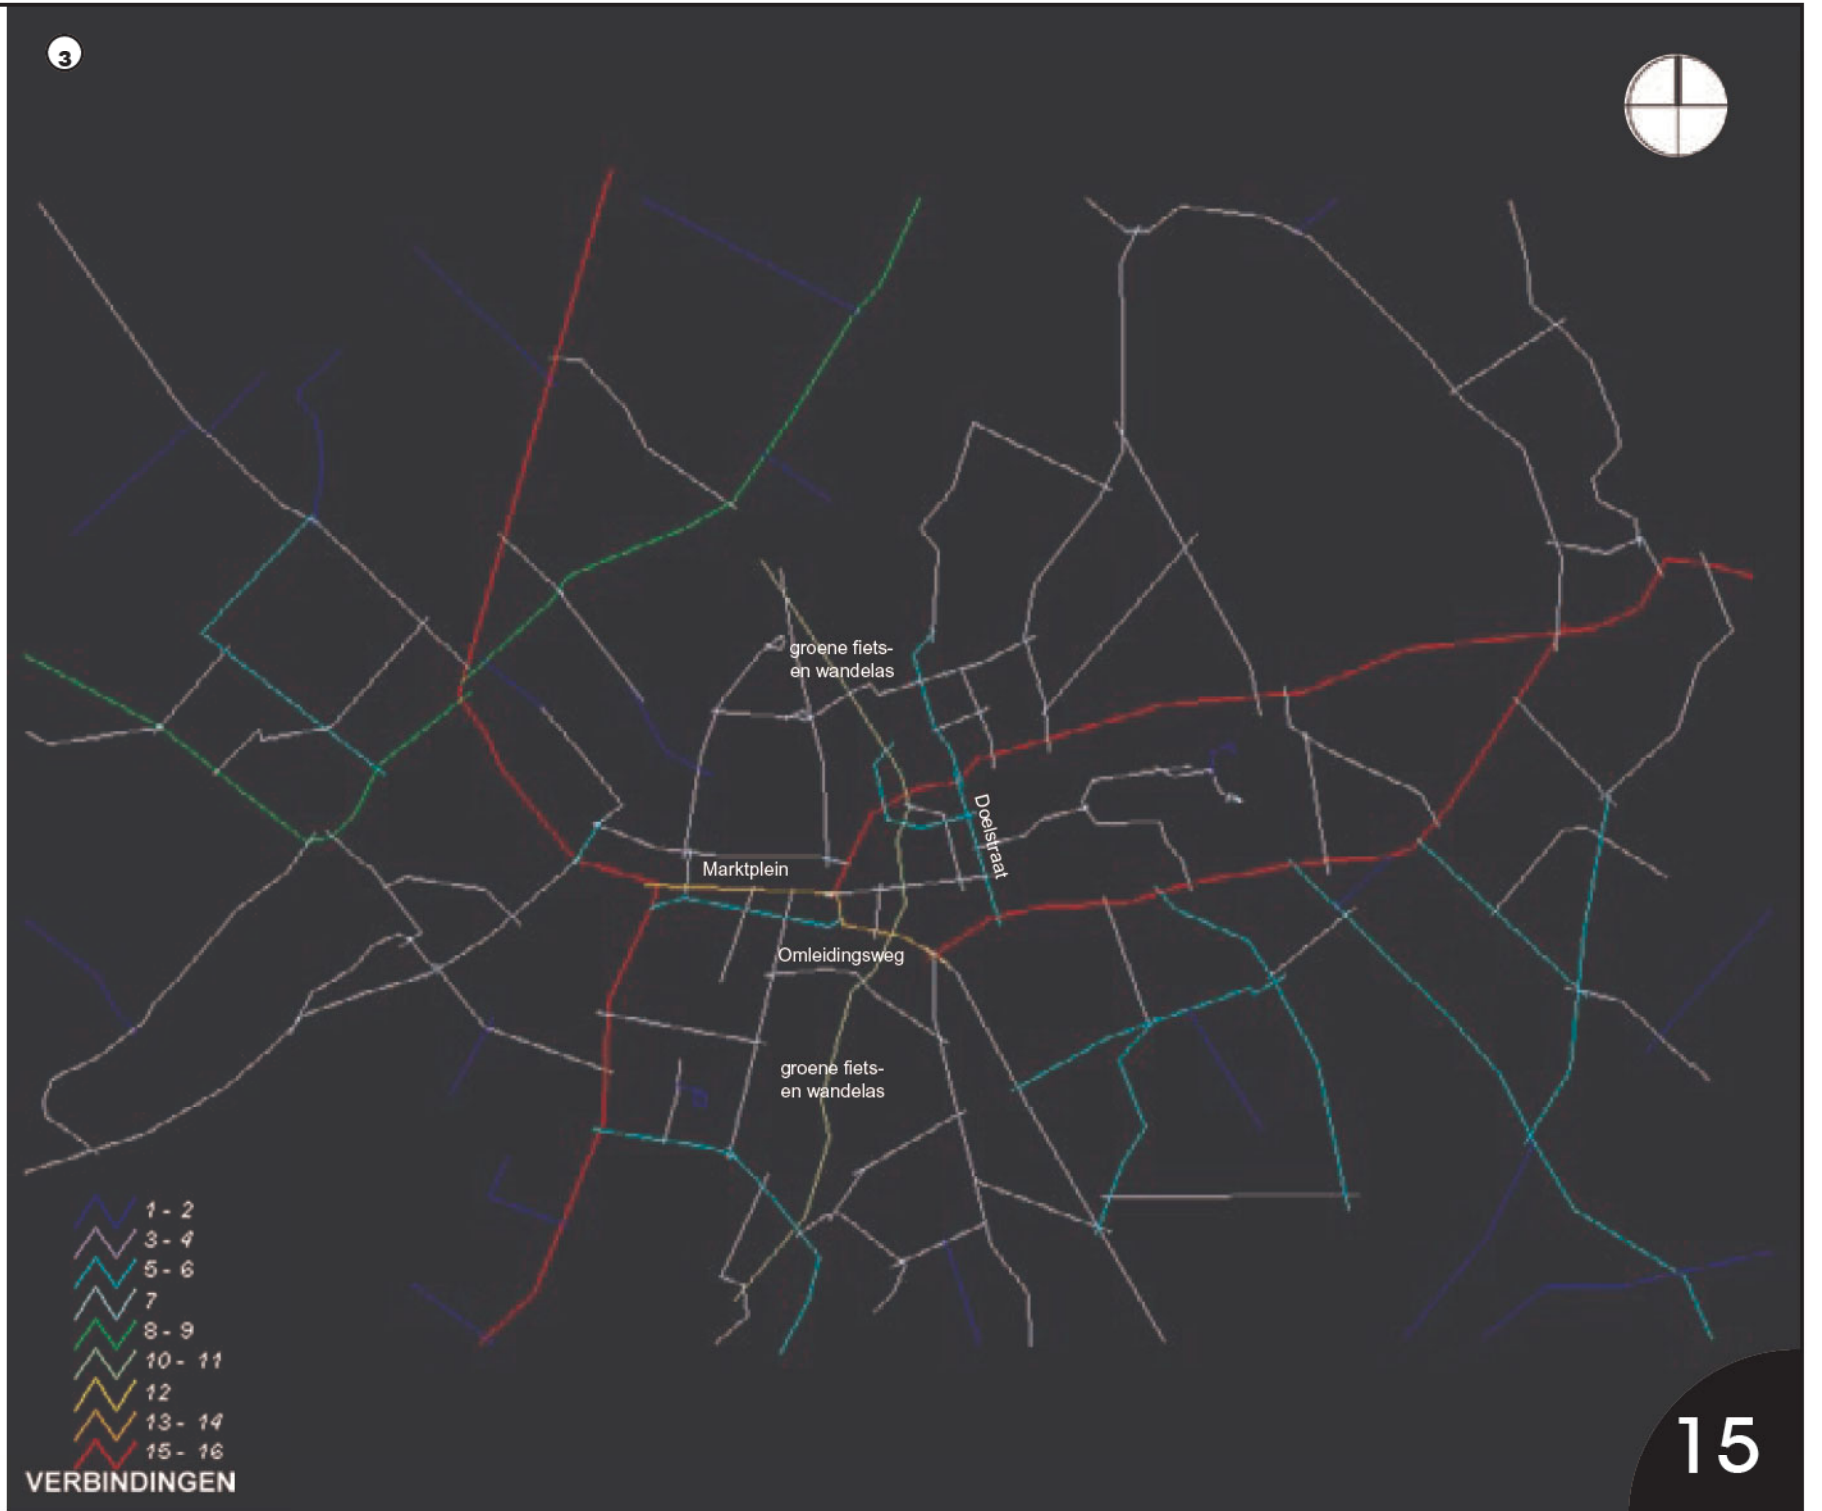 3
groene fiets-
en wandelas
Doelstraat
Marktplein
Omleidingsweg
groene fiets-
en wandelas
1 - 2
3 - 4
5 - 6
7
8 - 9
10 - 11
12
13 - 14
15 - 16
VERBINDINGEN
15